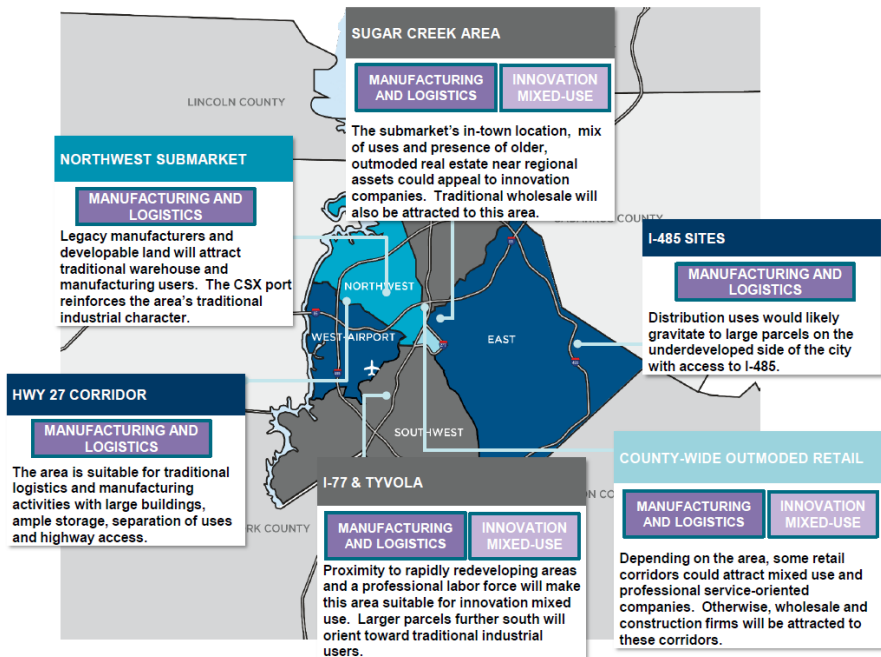 SUGAR CREEK AREA
MANUFACTURING
AND LOGISTICS
INNOVATION
MIXED-USE
The submarket's in-town location, mix
of uses and presence of older,
outmoded real estate near regional
assets could appeal to innovation
companies. Traditional wholesale will
also be attracted to this area.
LINCOLN COUNTY
NORTHWEST SUBMARKET
MANUFACTURING AND
LOGISTICS
Legacy manufacturers and
developable land will attract
traditional warehouse and
manufacturing users. The CSX port
reinforces the area's traditional
industrial character.
COUNTY
I-485 SITES
MANUFACTURING AND
LOGISTICS
Distribution uses would likely
gravitate to large parcels on the
underdeveloped side of the city
with access to I-485.
NORTHWEST
WEST-AIRPORT
EAST
SOUTHWEST
HWY 27 CORRIDOR
MANUFACTURING AND
LOGISTICS
The area is suitable for traditional
logistics and manufacturing
activities with large buildings,
ample storage, separation of uses
and highway access.
RK COUNTY
I-77 & TYVOLA
MANUFACTURING
AND LOGISTICS
INNOVATION
MIXED-USE
Proximity to rapidly redeveloping areas
and a professional labor force will make
this area suitable for innovation mixed
use. Larger parcels further south will
orient toward traditional industrial
users.
ON COUNTY
COUNTY-WIDE OUTMODED RETAIL
MANUFACTURING
AND LOGISTICS
INNOVATION
MIXED-USE
Depending on the area, some retail
corridors could attract mixed use and
professional service-oriented
companies. Otherwise, wholesale and
construction firms will be attracted to
these corridors.